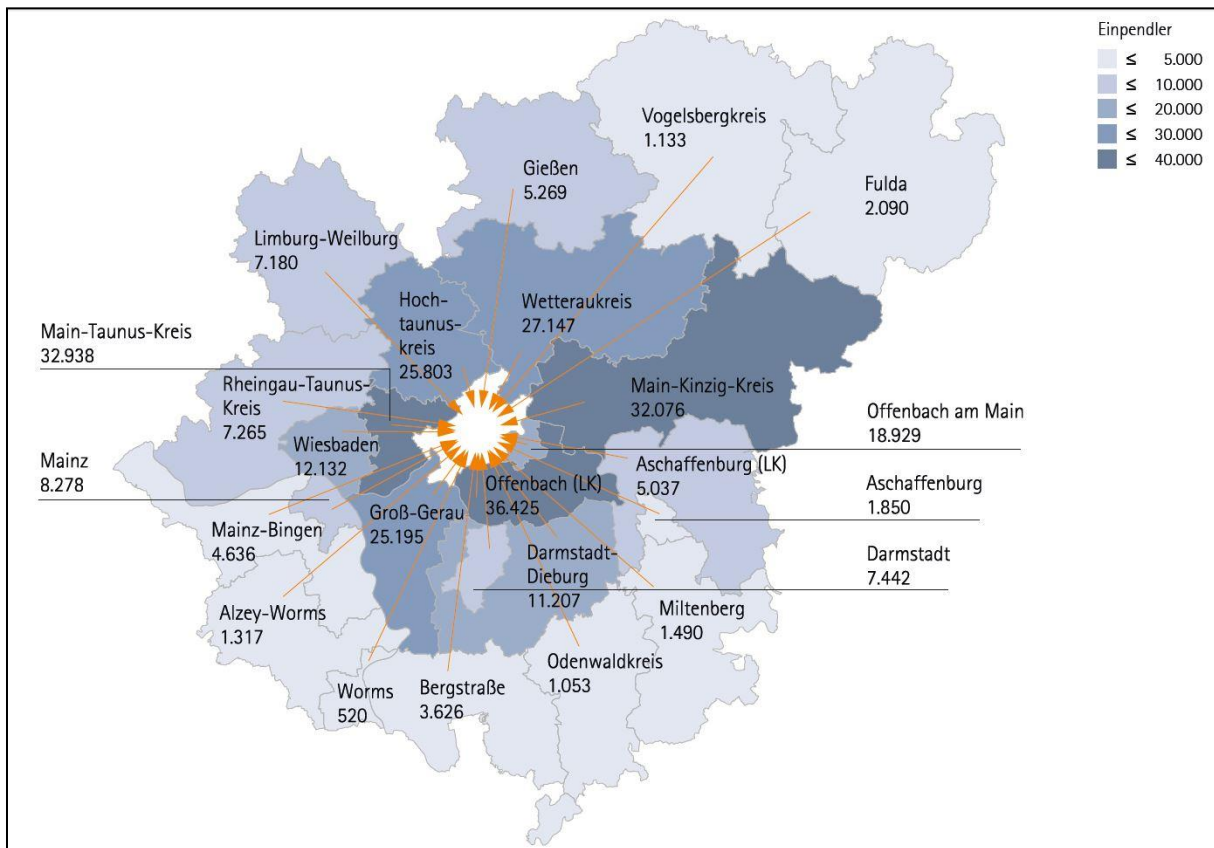 Einpendler
≤ 5.000
≤ 10.000
≤ 20.000
≤ 30.000
≤ 40.000
Vogelsbergkreis
1.133
Gießen
5.269
Fulda
2.090
Limburg-Weilburg
7.180
Hoch-
taunus-
kreis
25.803
Wetteraukreis
27.147
Main-Taunus-Kreis
32.938
Rheingau-Taunus-
Kreis
7.265
Main-Kinzig-Kreis
32.076
Offenbach am Main
18.929
Wiesbaden
12.132
Mainz
8.278
Offenbach (LK)
36.425
Aschaffenburg (LK)
5.037
Aschaffenburg
1.850
Mainz-Bingen
4.636
Groß-Gerau
25.195
Darmstadt-
Dieburg
11.207
Darmstadt
7.442
Alzey-Worms
1.317
Miltenberg
1.490
Odenwaldkreis
1.053
Worms
520
Bergstraße
3.626